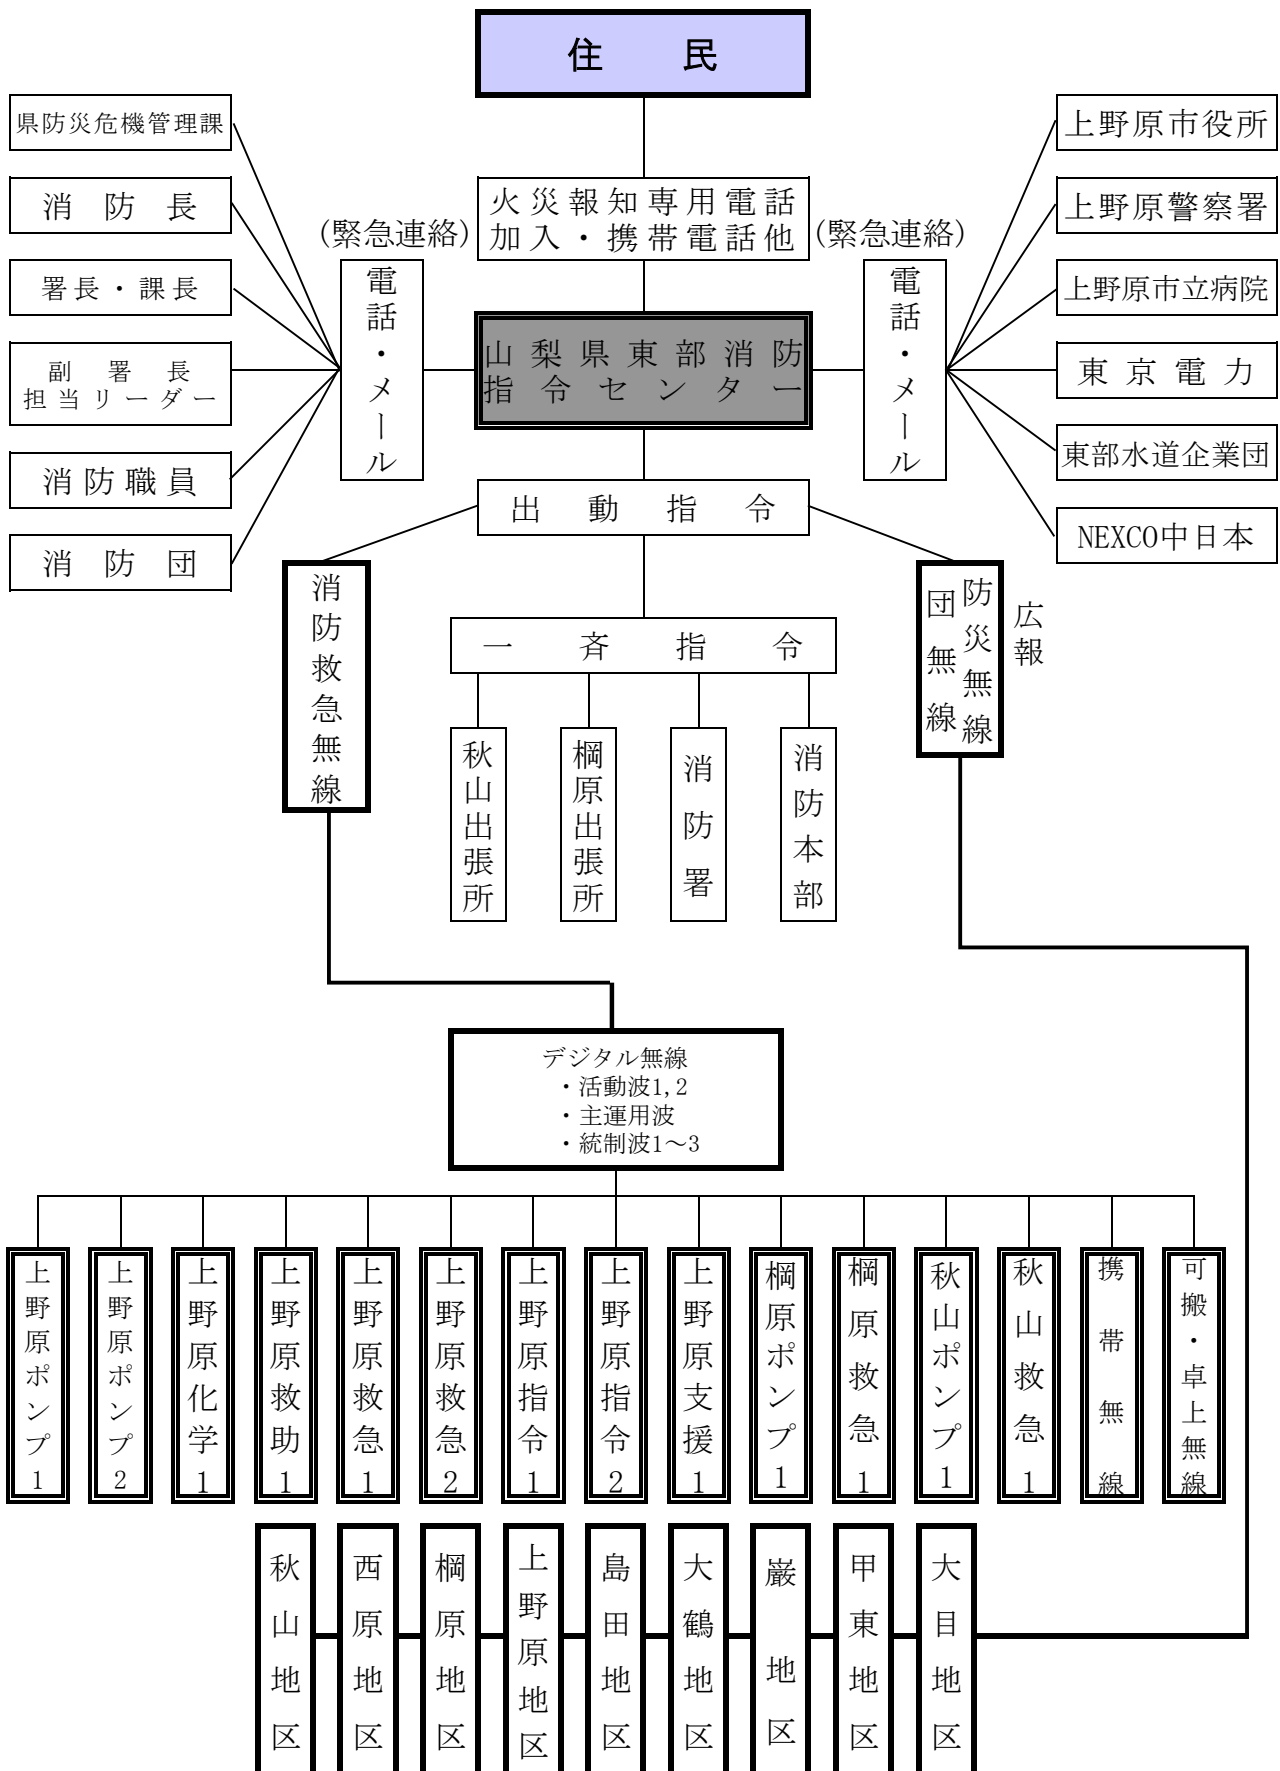 住民
火災報知専用電話
加入・携帯電話他
県防災危機管理課
消防長
署長・課長
副署長
担当リーダー
消防職員
消防団
(緊急連絡)
電話・メール
山梨県東部消防
指令センター
(緊急連絡)
電話・メール
上野原市役所
上野原警察署
上野原市立病院
東京電力
東部水道企業団
NEXCO中日本
出動指令
消防救急無線
一斉指令
秋山出張所
棡原出張所
消防署
消防本部
防災無線
団無線
広報
デジタル無線
・活動波1,2
・主運用波
・統制波1～3
上野原ポンプ1
上野原ポンプ2
上野原化学1
上野原救助1
上野原救急1
上野原救急2
上野原指令1
上野原指令2
上野原支援1
棡原ポンプ1
棡原救急1
秋山ポンプ1
秋山救急1
携帯無線
可搬・卓上無線
秋山地区
西原地区
棡原地区
上野原地区
島田地区
大鶴地区
巌地区
甲東地区
大目地区